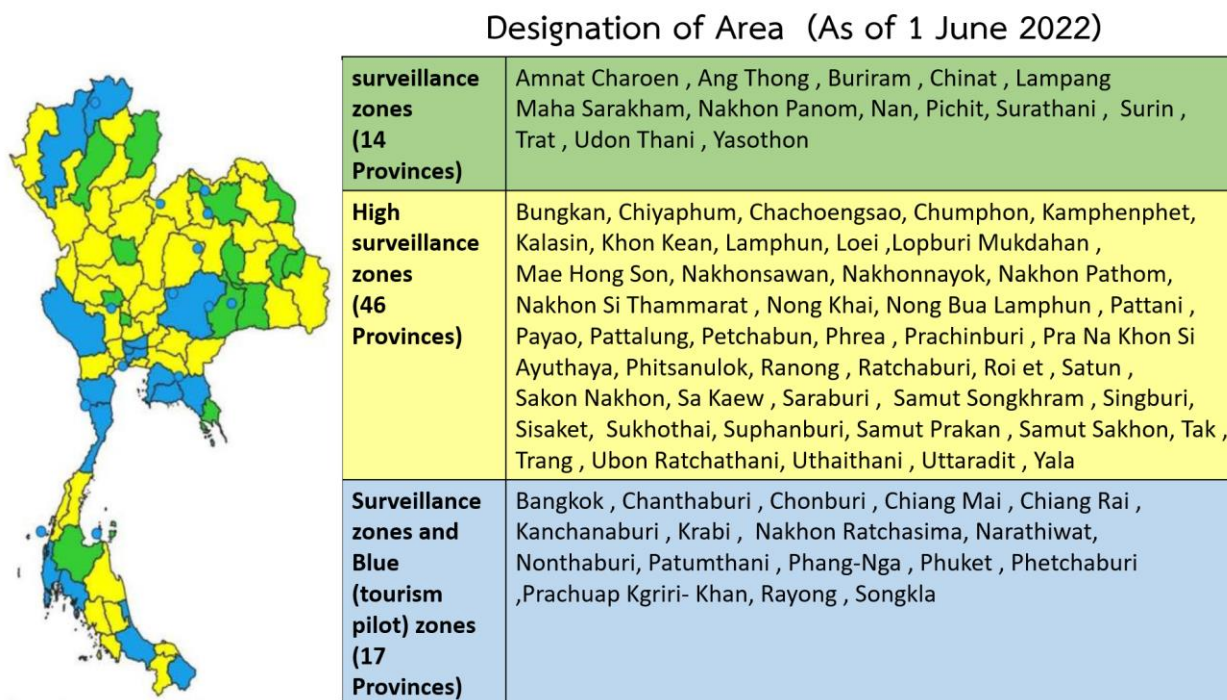 Designation of Area (As of 1 June 2022)
surveillance
zones
(14
Provinces)
Amnat Charoen , Ang Thong , Buriram , Chinat , Lampang
Maha Sarakham, Nakhon Panom, Nan, Pichit, Surathani , Surin ,
Trat , Udon Thani , Yasothon
High
surveillance
zones
(46
Provinces)
Bungkan, Chiyaphum, Chachoengsao, Chumphon, Kamphenphet,
Kalasin, Khon Kean, Lamphun, Loei ,Lopburi Mukdahan ,
Mae Hong Son, Nakhonsawan, Nakhonnayok, Nakhon Pathom,
Nakhon Si Thammarat , Nong Khai, Nong Bua Lamphun , Pattani ,
Payao, Pattalung, Petchabun, Phrea , Prachinburi , Pra Na Khon Si
Ayuthaya, Phitsanulok, Ranong , Ratchaburi, Roi et , Satun ,
Sakon Nakhon, Sa Kaew , Saraburi , Samut Songkhram , Singburi,
Sisaket, Sukhothai, Suphanburi, Samut Prakan , Samut Sakhon, Tak ,
Trang , Ubon Ratchathani, Uthaithani , Uttaradit , Yala
Surveillance
zones and
Blue
(tourism
pilot) zones
(17
Provinces)
Bangkok , Chanthaburi , Chonburi , Chiang Mai , Chiang Rai ,
Kanchanaburi , Krabi , Nakhon Ratchasima, Narathiwat,
Nonthaburi, Patumthani , Phang-Nga , Phuket , Phetchaburi
,Prachuap Kgriri- Khan, Rayong , Songkla